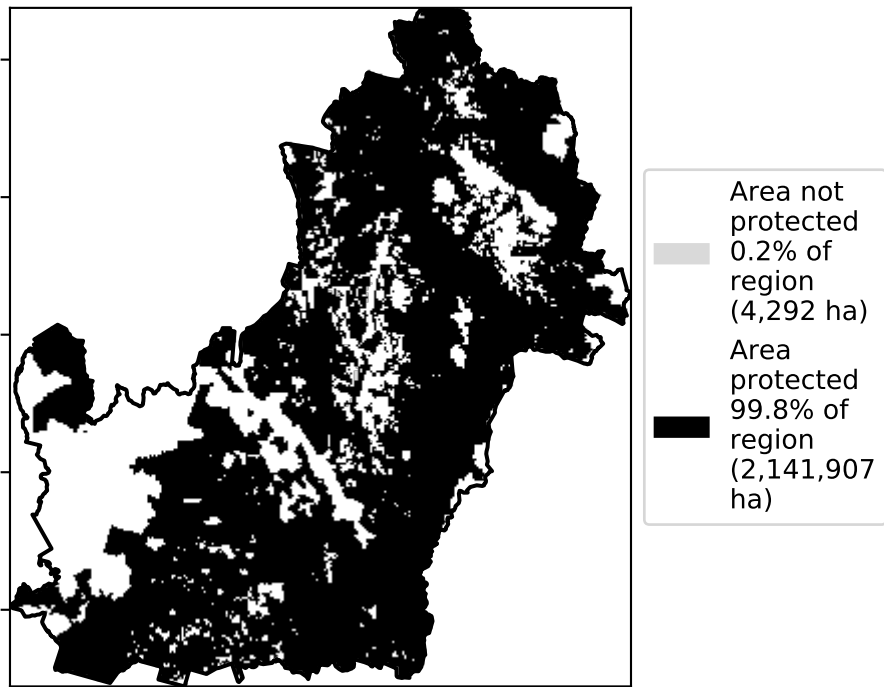 Area not
protected
0.2% of
region
(4,292 ha)
Area
protected
99.8% of
region
(2,141,907
ha)